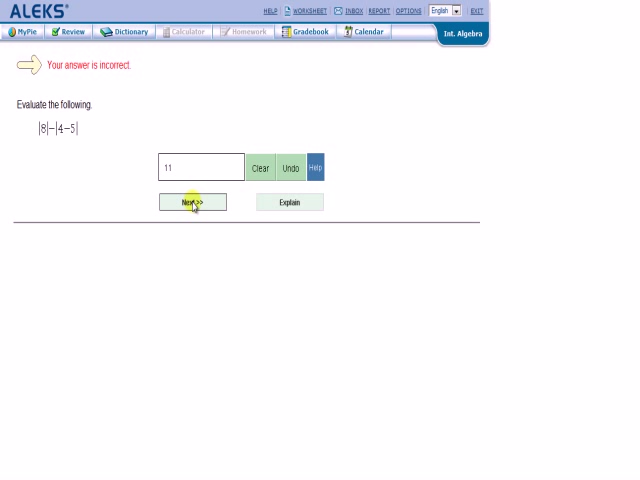 ALEKS®
HELP | WORKSHEET | INBOX | REPORT | OPTIONS | English | EXIT
MyPie Review Dictionary Calculator Homework Gradebook Calendar Int. Algebra
Your answer is incorrect.
Evaluate the following.
|8|−|4−5|
11 Clear Undo Help
Next >> Explain